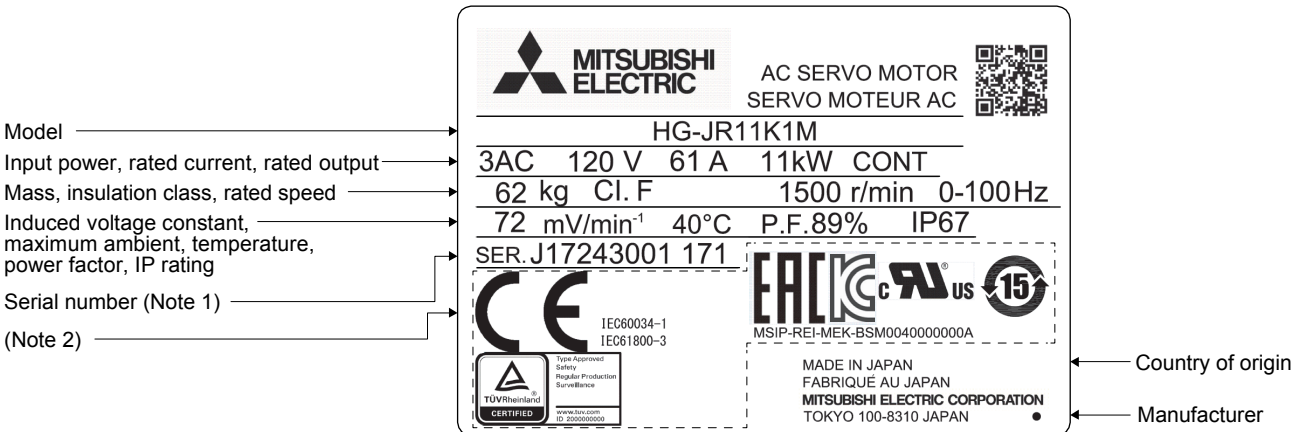 Model
Input power, rated current, rated output
Mass, insulation class, rated speed
Induced voltage constant,
maximum ambient, temperature,
power factor, IP rating
Serial number (Note 1)
(Note 2)
MITSUBISHI
ELECTRIC
AC SERVO MOTOR
SERVO MOTEUR AC
HG-JR11K1M
3AC 120 V 61 A 11kW CONT
62 kg CI. F 1500 r/min 0-100Hz
72 mV/min⁻¹ 40°C P.F.89% IP67
SER. J17243001 171
CE
IEC60034-1
IEC61800-3
TÜVRheinland®
CERTIFIED
Type Approved
Safety
Regular Production
Surveillance
www.tuv.com
ID 2000000000
EAC KC c RU ® US 15
MSIP-REI-MEK-BSM0040000000A
MADE IN JAPAN
FABRIQUÉ AU JAPAN
MITSUBISHI ELECTRIC CORPORATION
TOKYO 100-8310 JAPAN
Country of origin
Manufacturer